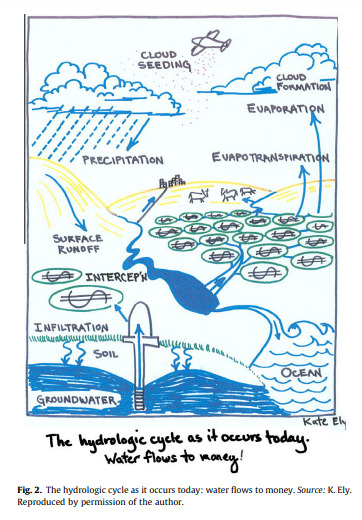 CLOUD
SEEDING
CLOUD
FORMATION
EVAPORATION
PRECIPITATION
EVAPOTRANSPIRATION
SURFACE
RUNOFF
INTERCEP'N
INFILTRATION
SOIL
OCEAN
GROUNDWATER
Kate Ely
The hydrologic cycle as it occurs today.
Water flows to money!
Fig. 2. The hydrologic cycle as it occurs today: water flows to money. Source: K. Ely.
Reproduced by permission of the author.